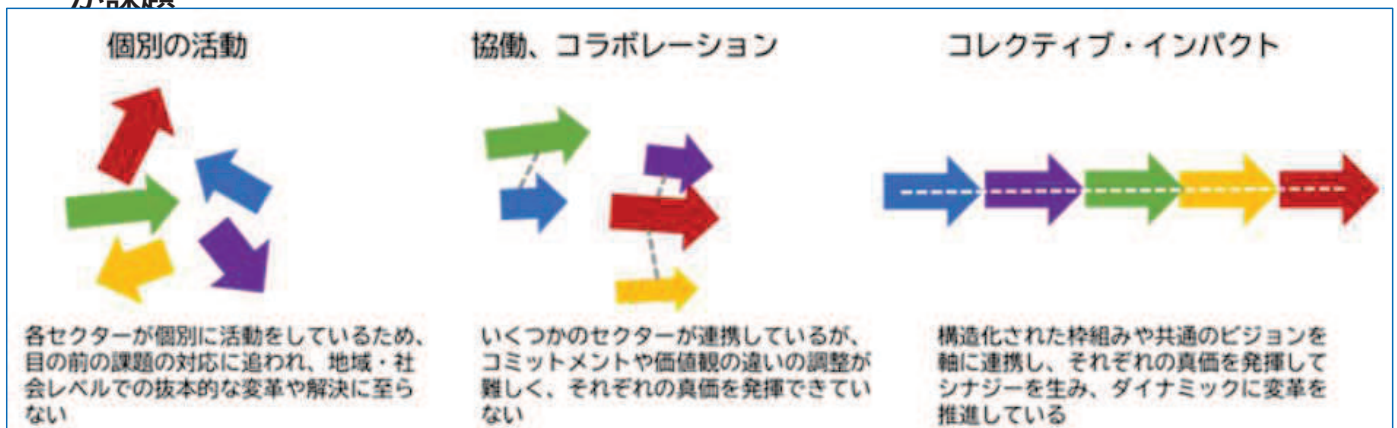 が課題
個別の活動
協働、コラボレーション
コレクティブ・インパクト
各セクターが個別に活動をしているため、
目の前の課題の対応に追われ、地域・社
会レベルでの抜本的な変革や解決に至ら
ない
いくつかのセクターが連携しているが、
コミットメントや価値観の違いの調整が
難しく、それぞれの真価を発揮できてい
ない
構造化された枠組みや共通のビジョンを
軸に連携し、それぞれの真価を発揮して
シナジーを生み、ダイナミックに変革を
推進している